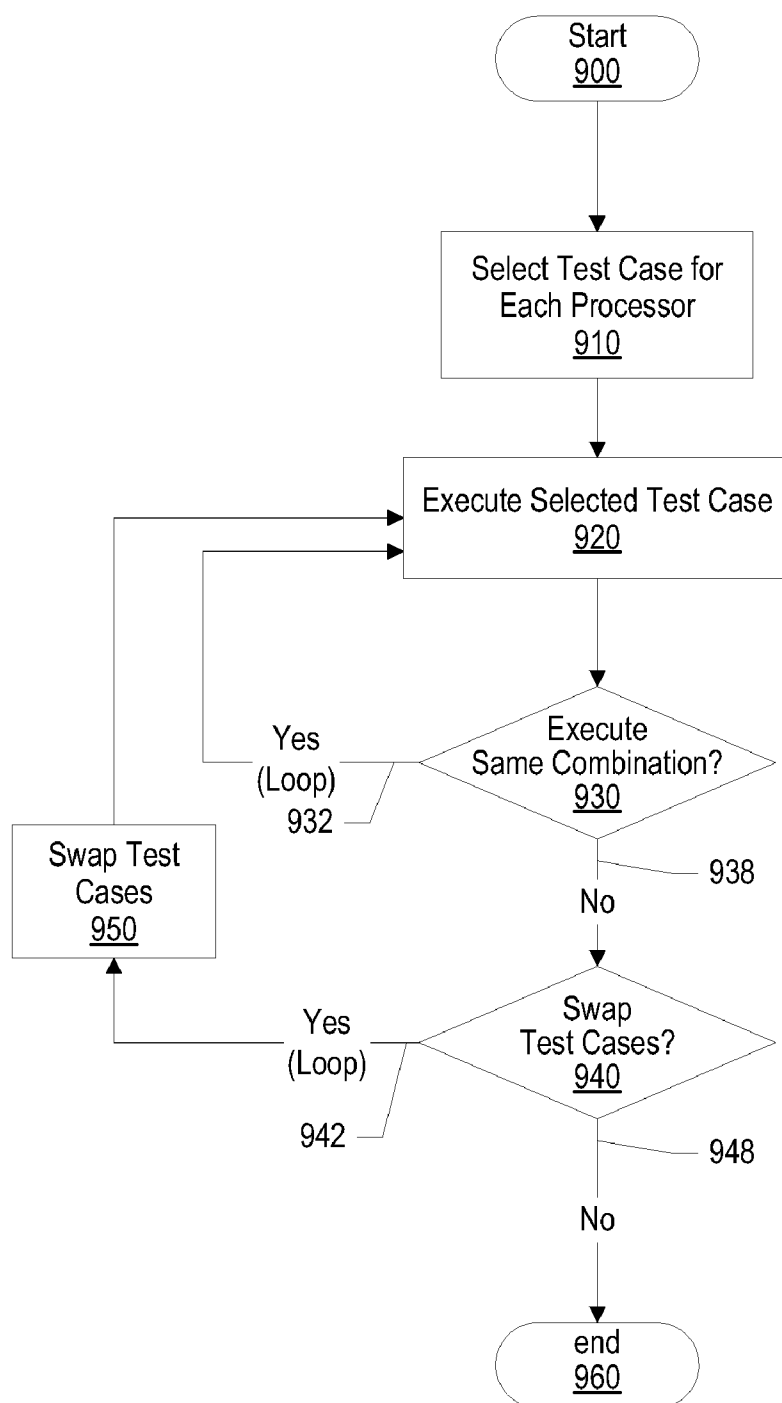 Start
900
Select Test Case for
Each Processor
910
Execute Selected Test Case
920
Execute
Same Combination?
930
Yes
(Loop)
932
938
No
Swap Test
Cases
950
Swap
Test Cases?
940
Yes
(Loop)
942
948
No
end
960